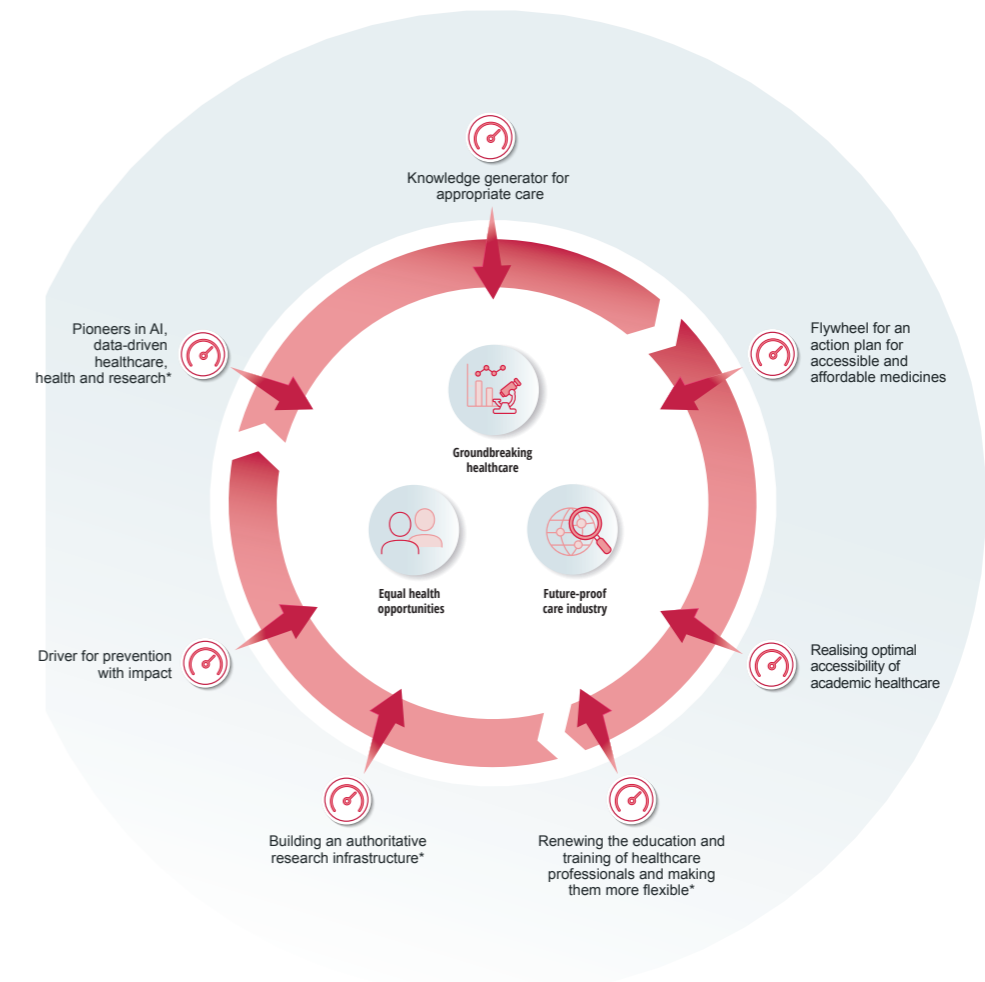 Knowledge generator for
appropriate care
Pioneers in AI,
data-driven
healthcare,
health and research*
Flywheel for an
action plan for
accessible and
affordable medicines
Groundbreaking
healthcare
Equal health
opportunities
Future-proof
care industry
Driver for prevention
with impact
Realising optimal
accessibility of
academic healthcare
Building an authoritative
research infrastructure*
Renewing the education and
training of healthcare
professionals and making
them more flexible*